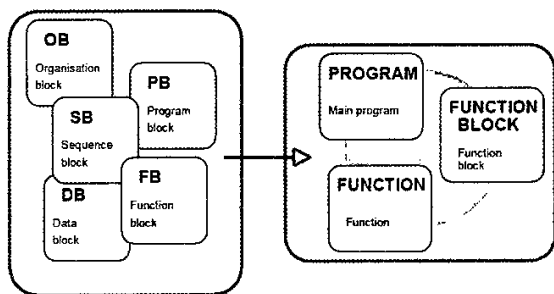 OB
Organisation
block
PB
Program
block
SB
Sequence
block
FB
Function
block
DB
Data
block
PROGRAM
Main program
FUNCTION
BLOCK
Function
block
FUNCTION
Function